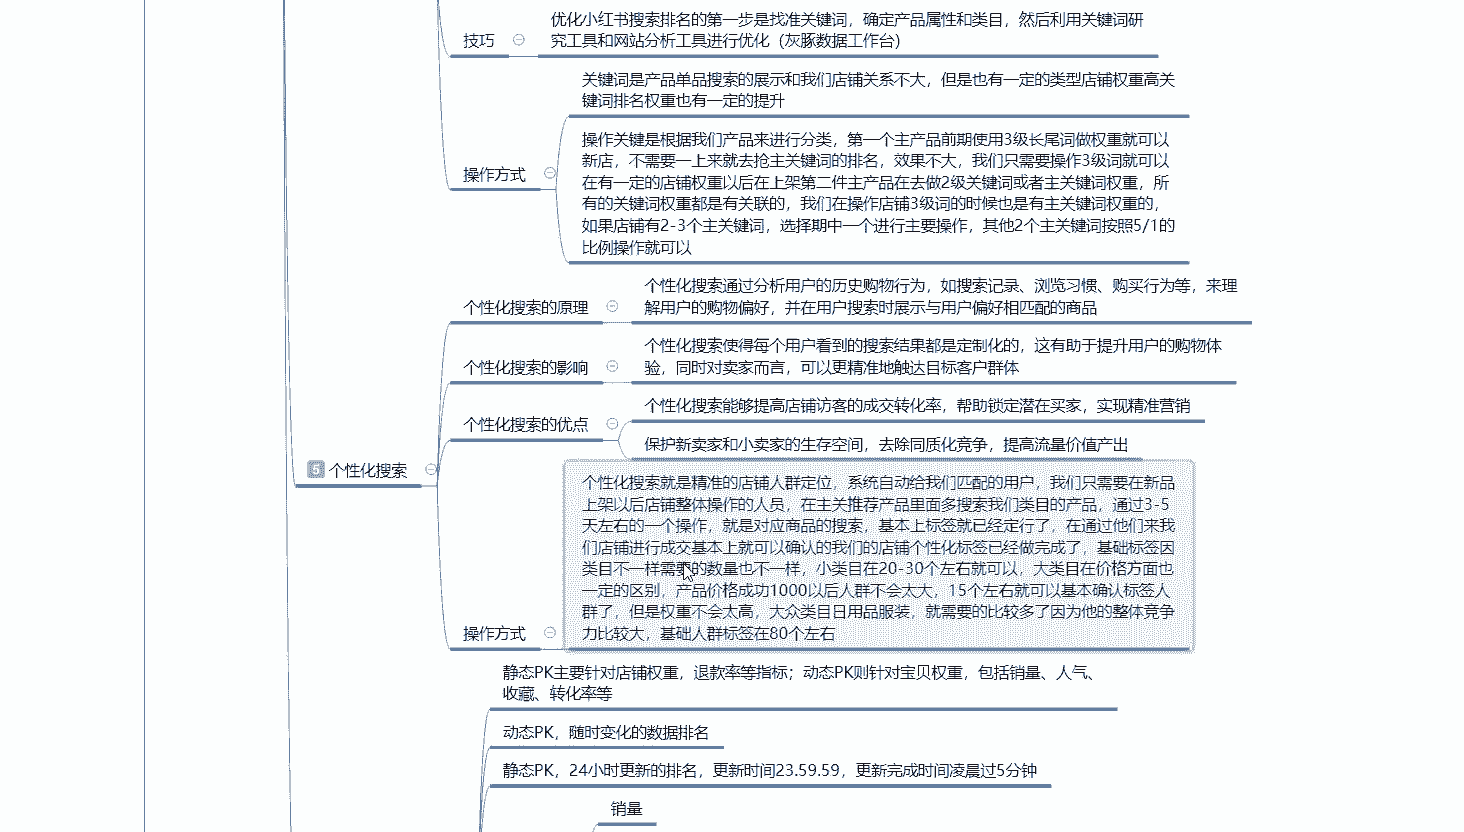 优化小红书搜索排名的第一步是找准关键词，确定产品属性和类目，然后利用关键词研
技巧
究工具和网站分析工具进行优化（灰豚数据工作台）
关键词是产品单品搜索的展示和我们店铺关系不大，但是也有一定的类型店铺权重高关
键词排名权重也有一定的提升
操作方式
操作关键是根据我们产品来进行分类，第一个主产品前期使用3级长尾词做权重就可以
新店，不需要一上来就去抢主关键词的排名，效果不大，我们只需要操作3级词就可以
在有一定的店铺权重以后在上架第二件主产品在去做2级关键词或者主关键词权重，所
有的关键词权重都是有关联的，我们在操作店铺3级词的时候也是有主关键词权重的，
如果店铺有2-3个主关键词，选择期中一个进行主要操作，其他2个主关键词按照5/1的
比例操作就可以
5 个性化搜索
个性化搜索的原理
个性化搜索通过分析用户的历史购物行为，如搜索记录、浏览习惯、购买行为等，来理
解用户的购物偏好，并在用户搜索时展示与用户偏好相匹配的商品
个性化搜索的影响
个性化搜索使得每个用户看到的搜索结果都是定制化的，这有助于提升用户的购物体
验，同时对卖家而言，可以更精准地触达目标客户群体
个性化搜索的优点
个性化搜索能够提高店铺访客的成交转化率，帮助锁定潜在买家，实现精准营销
保护新卖家和小卖家的生存空间，去除同质化竞争，提高流量价值产出
操作方式
个性化搜索就是精准的店铺人群定位，系统自动给我们匹配的用户，我们只需要在新品
上架以后店铺整体操作的人员，在主关推荐产品里面多搜索我们类目的产品，通过3-5
天左右的一个操作，就是对应商品的搜索，基本上标签就已经定行了，在通过他们来我
们店铺进行成交基本上就可以确认的我们的店铺个性化标签已经做完成了，基础标签因
类目不一样需要的数量也不一样，小类目在20-30个左右就可以，大类目在价格方面也
一定的区别，产品价格成功1000以后人群不会太大，15个左右就可以基本确认标签人
群了，但是权重不会太高，大众类目日用品服装，就需要的比较多了因为他的整体竞争
力比较大，基础人群标签在80个左右
静态PK主要针对店铺权重，退款率等指标；动态PK则针对宝贝权重，包括销量、人气、
收藏、转化率等
动态PK，随时变化的数据排名
静态PK，24小时更新的排名，更新时间23.59.59，更新完成时间凌晨过5分钟
销量